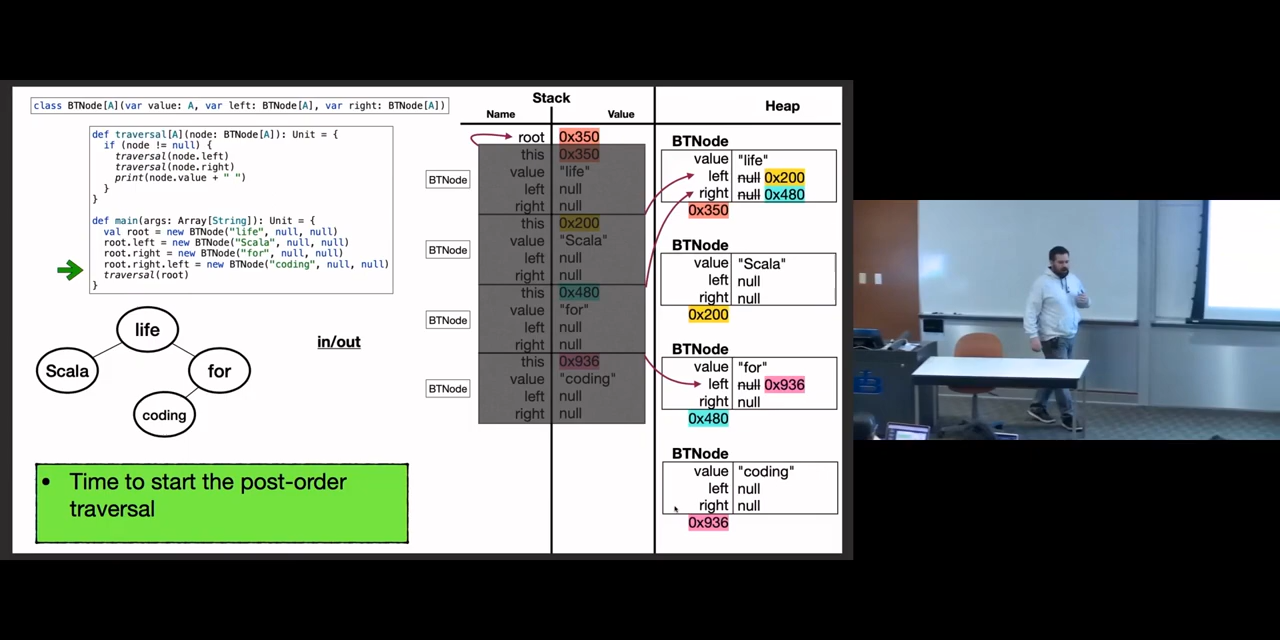 class BTNode[A](var value: A, var left: BTNode[A], var right: BTNode[A])
def traversal[A](node: BTNode[A]): Unit = {
if (node != null) {
traversal(node.left)
traversal(node.right)
print(node.value + " ")
}
}
def main(args: Array[String]): Unit = {
val root = new BTNode("life", null, null)
root.left = new BTNode("Scala", null, null)
root.right = new BTNode("for", null, null)
root.right.left = new BTNode("coding", null, null)
traversal(root)
}
life
Scala
for
coding
in/out
• Time to start the post-order
traversal
Stack
Name Value
root 0x350
this 0x350
BTNode
value "life"
left null
right null
this 0x200
BTNode
value "Scala"
left null
right null
this 0x480
BTNode
value "for"
left null
right null
this 0x936
BTNode
value "coding"
left null
right null
Heap
BTNode
value "life"
left null 0x200
right null 0x480
0x350
BTNode
value "Scala"
left null
right null
0x200
BTNode
value "for"
left null 0x936
right null
0x480
BTNode
value "coding"
left null
right null
0x936